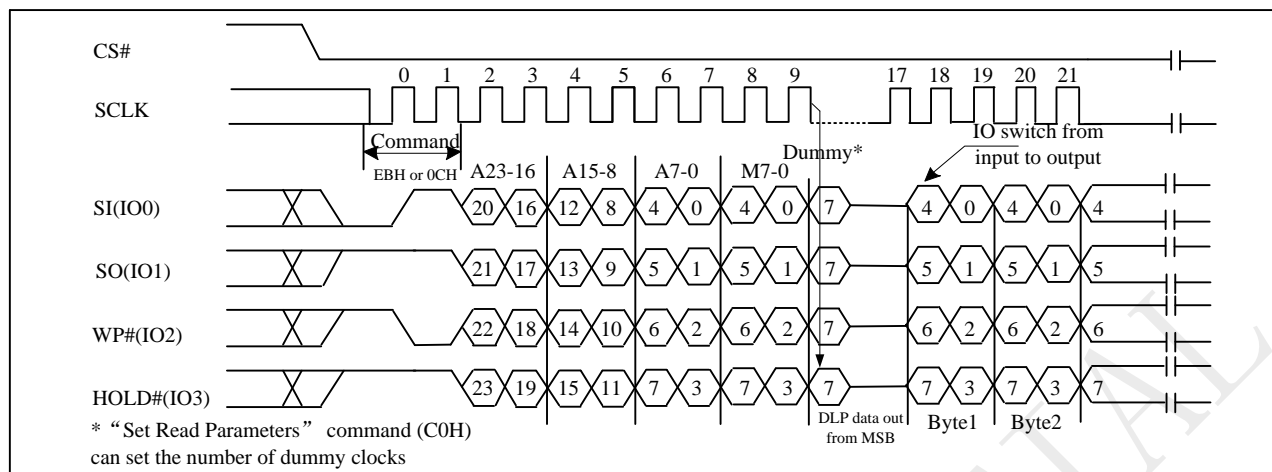 CS#
0 1 2 3 4 5 6 7 8 9 17 18 19 20 21
SCLK
Command
IO switch from
input to output
Dummy*
EBH or 0CH
A23-16 A15-8 A7-0 M7-0
SI(IO0) 20 16 12 8 4 0 4 0 7 4 0 4 0 4
SO(IO1) 21 17 13 9 5 1 5 1 7 5 1 5 1 5
WP#(IO2) 22 18 14 10 6 2 6 2 7 6 2 6 2 6
HOLD#(IO3) 23 19 15 11 7 3 7 3 7 7 3 7 3 7
DLP data out
from MSB
Byte1 Byte2
* “Set Read Parameters” command (C0H)
can set the number of dummy clocks